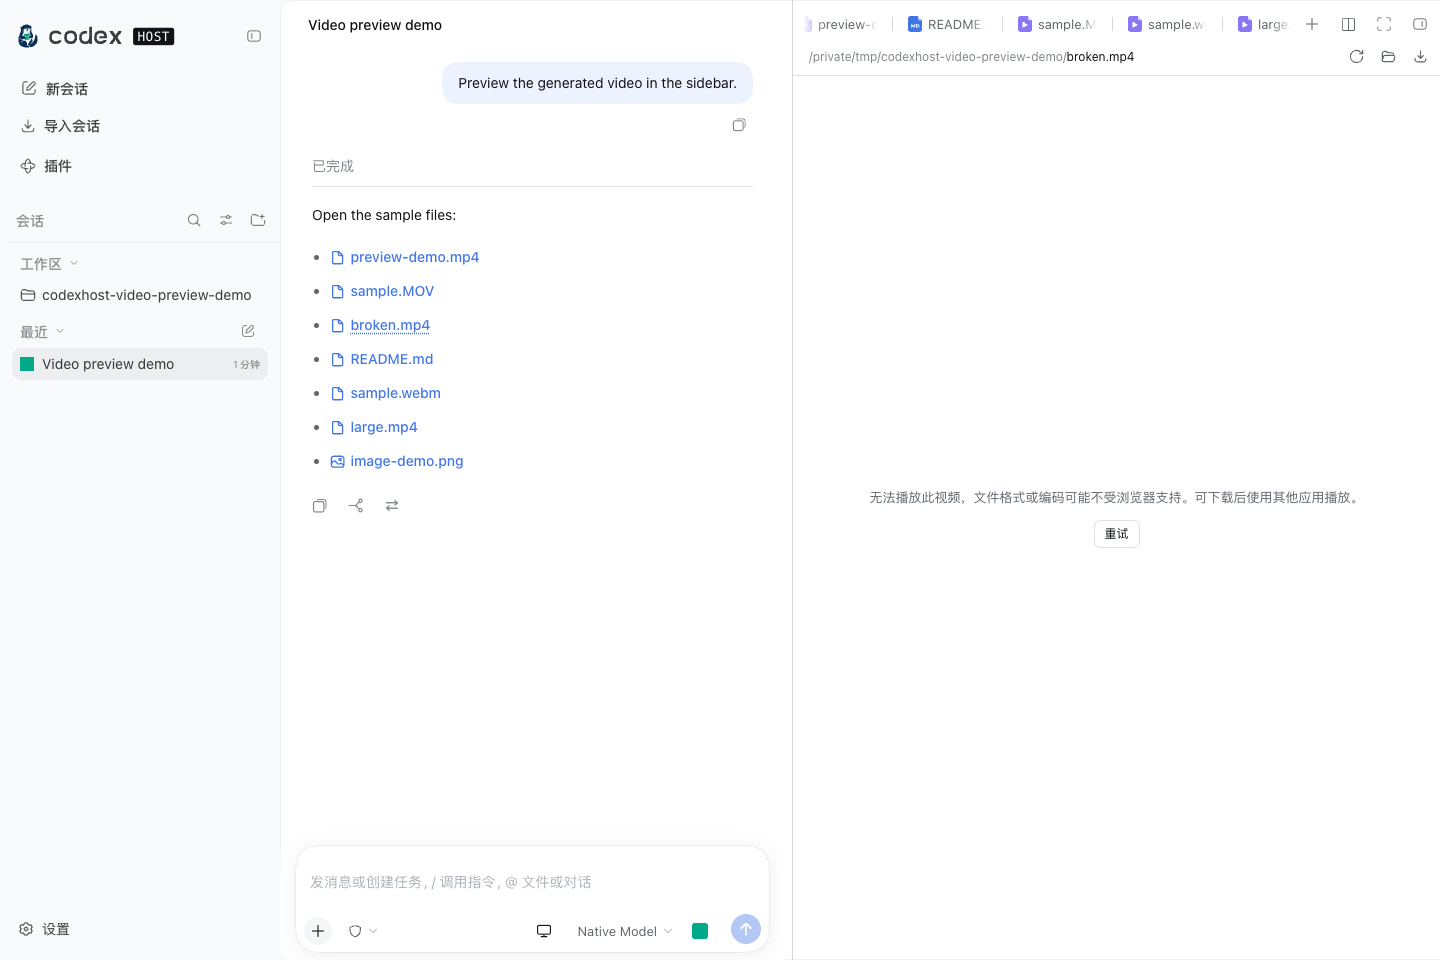 codex HOST
新会话
导入会话
插件
会话
工作区
codexhost-video-preview-demo
最近
Video preview demo
1 分钟
设置
Video preview demo
Preview the generated video in the sidebar.
已完成
Open the sample files:
preview-demo.mp4
sample.MOV
broken.mp4
README.md
sample.webm
large.mp4
image-demo.png
发消息或创建任务, / 调用指令, @ 文件或对话
Native Model
preview-
README.
sample.M
sample.w
large.
/private/tmp/codexhost-video-preview-demo/broken.mp4
无法播放此视频，文件格式或编码可能不受浏览器支持。可下载后使用其他应用播放。
重试